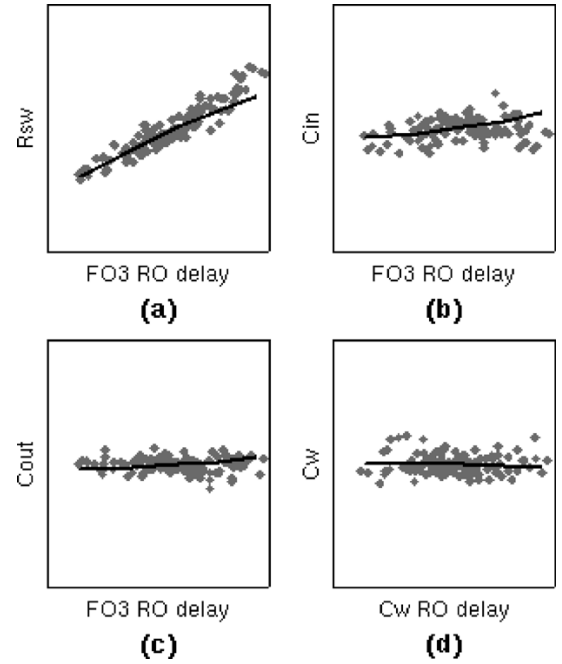 Rsw
FO3 RO delay
(a)
Cin
FO3 RO delay
(b)
Cout
FO3 RO delay
(c)
Cw
Cw RO delay
(d)